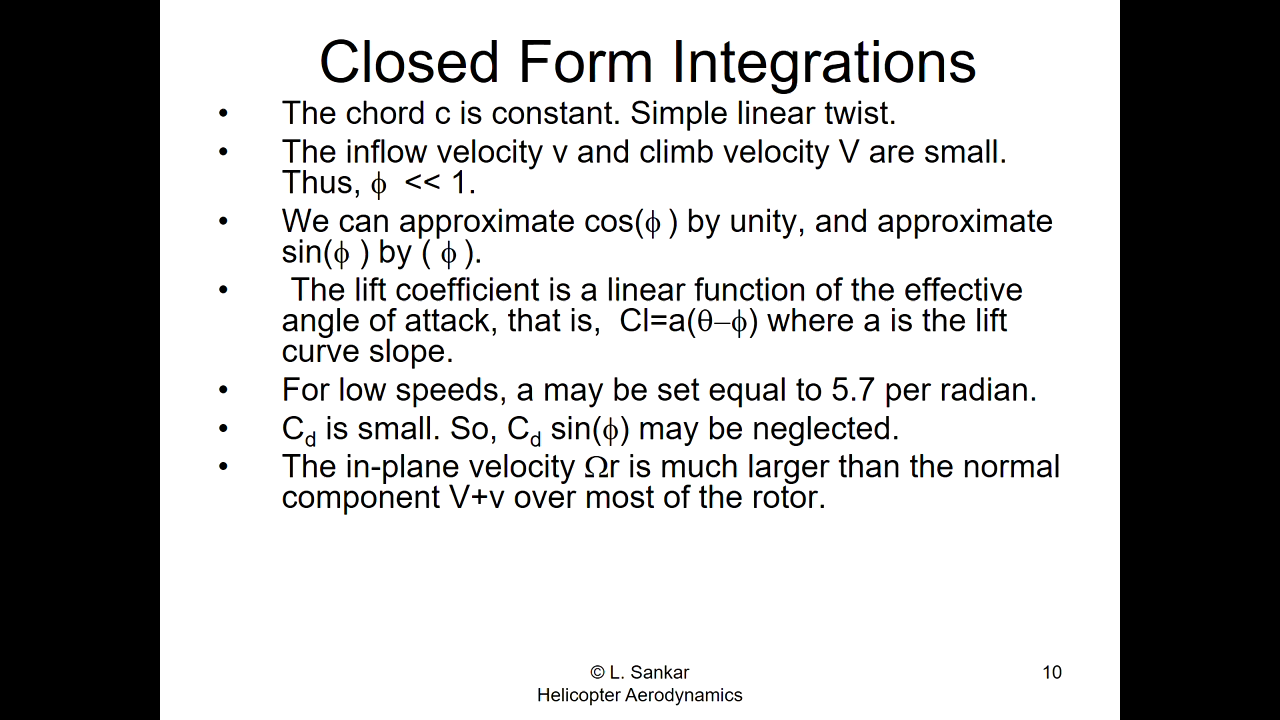 Closed Form Integrations
• The chord c is constant. Simple linear twist.
• The inflow velocity v and climb velocity V are small.
Thus, ϕ << 1.
• We can approximate cos(ϕ ) by unity, and approximate
sin(ϕ ) by ( ϕ ).
• The lift coefficient is a linear function of the effective
angle of attack, that is, Cl=a(θ−ϕ) where a is the lift
curve slope.
• For low speeds, a may be set equal to 5.7 per radian.
• C_d is small. So, C_d sin(ϕ) may be neglected.
• The in-plane velocity Ωr is much larger than the normal
component V+v over most of the rotor.
© L. Sankar
Helicopter Aerodynamics
10